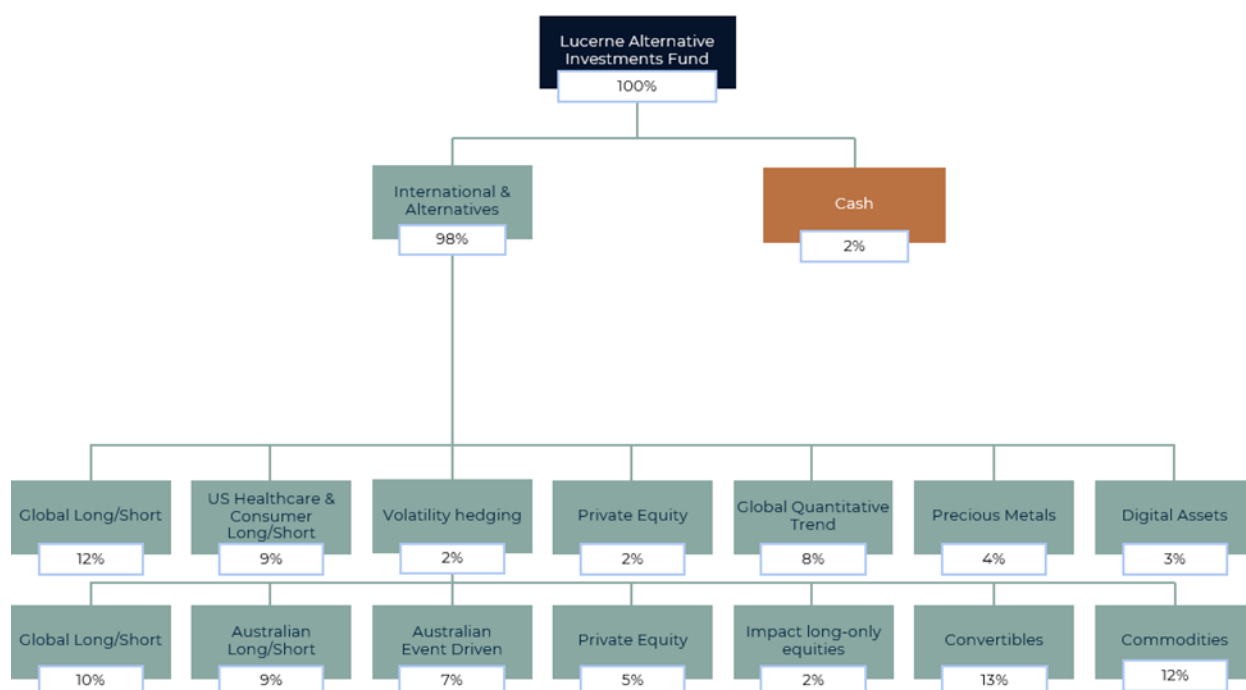 Lucerne Alternative
Investments Fund
100%
International &
Alternatives
98%
Cash
2%
Global Long/Short
12%
US Healthcare &
Consumer
Long/Short
9%
Volatility hedging
2%
Private Equity
2%
Global Quantitative
Trend
8%
Precious Metals
4%
Digital Assets
3%
Global Long/Short
10%
Australian
Long/Short
9%
Australian
Event Driven
7%
Private Equity
5%
Impact long-only
equities
2%
Convertibles
13%
Commodities
12%